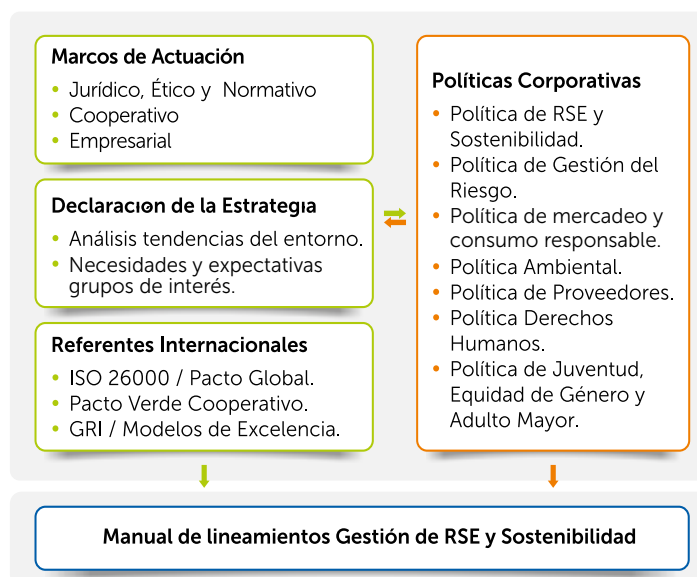 Marcos de Actuación
• Jurídico, Ético y Normativo
• Cooperativo
• Empresarial
Declaración de la Estrategia
• Análisis tendencias del entorno.
• Necesidades y expectativas
grupos de interés.
Referentes Internacionales
• ISO 26000 / Pacto Global.
• Pacto Verde Cooperativo.
• GRI / Modelos de Excelencia.
Políticas Corporativas
• Política de RSE y
Sostenibilidad.
• Política de Gestión del
Riesgo.
• Política de mercadeo y
consumo responsable.
• Política Ambiental.
• Política de Proveedores.
• Política Derechos
Humanos.
• Política de Juventud,
Equidad de Género y
Adulto Mayor.
Manual de lineamientos Gestión de RSE y Sostenibilidad